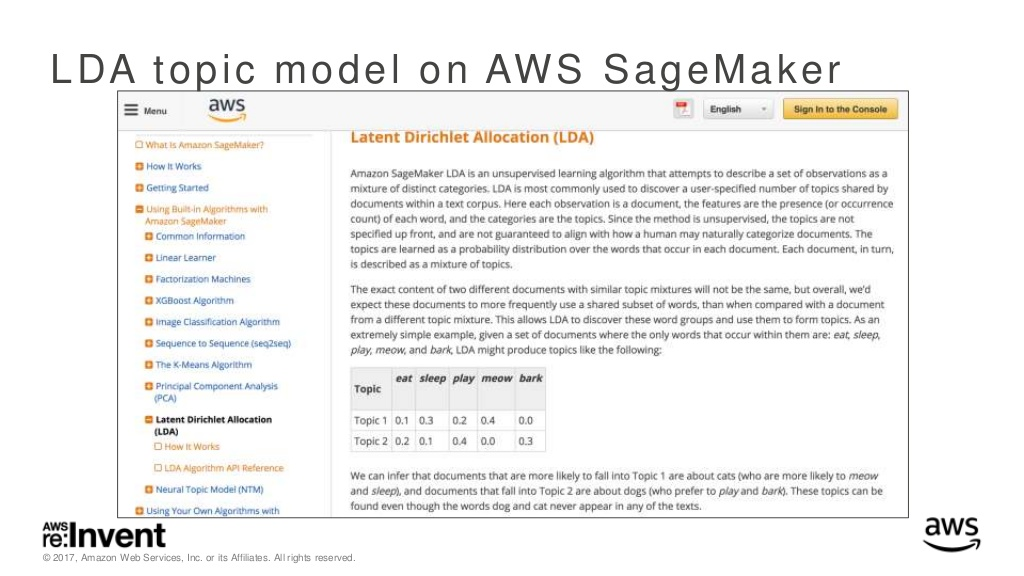 LDA topic model on AWS SageMaker
Menu
aws
English
Sign In to the Console
What Is Amazon SageMaker?
How It Works
Getting Started
Using Built-in Algorithms with
Amazon SageMaker
Common Information
Linear Learner
Factorization Machines
XGBoost Algorithm
Image Classification Algorithm
Sequence to Sequence (seq2seq)
The K-Means Algorithm
Principal Component Analysis
(PCA)
Latent Dirichlet Allocation
(LDA)
How It Works
LDA Algorithm API Reference
Neural Topic Model (NTM)
Using Your Own Algorithms with
Latent Dirichlet Allocation (LDA)
Amazon SageMaker LDA is an unsupervised learning algorithm that attempts to describe a set of observations as a
mixture of distinct categories. LDA is most commonly used to discover a user-specified number of topics shared by
documents within a text corpus. Here each observation is a document, the features are the presence (or occurrence
count) of each word, and the categories are the topics. Since the method is unsupervised, the topics are not
specified up front, and are not guaranteed to align with how a human may naturally categorize documents. The
topics are learned as a probability distribution over the words that occur in each document. Each document, in turn,
is described as a mixture of topics.
The exact content of two different documents with similar topic mixtures will not be the same, but overall, we'd
expect these documents to more frequently use a shared subset of words, than when compared with a document
from a different topic mixture. This allows LDA to discover these word groups and use them to form topics. As an
extremely simple example, given a set of documents where the only words that occur within them are: eat, sleep,
play, meow, and bark, LDA might produce topics like the following:
Topic eat sleep play meow bark
Topic 1 0.1 0.3 0.2 0.4 0.0
Topic 2 0.2 0.1 0.4 0.0 0.3
We can infer that documents that are more likely to fall into Topic 1 are about cats (who are more likely to meow
and sleep), and documents that fall into Topic 2 are about dogs (who prefer to play and bark). These topics can be
found even though the words dog and cat never appear in any of the texts.
AWS
re:Invent
© 2017, Amazon Web Services, Inc. or its Affiliates. All rights reserved.
aws